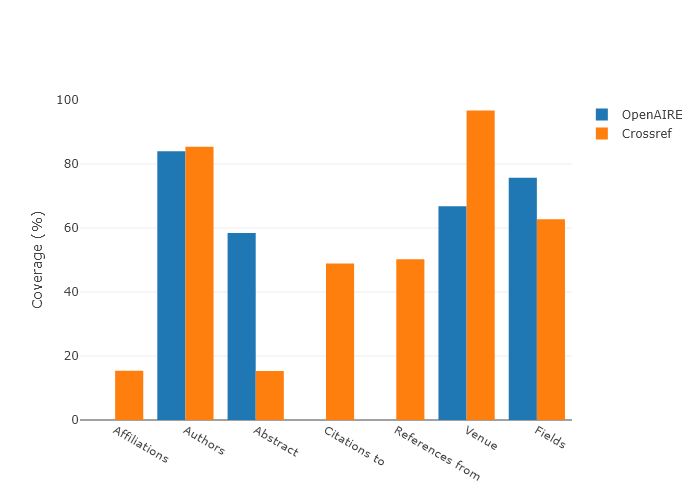 100
80
60
40
20
0
Coverage (%)
Affiliations
Authors
Abstract
Citations to
References from
Venue
Fields
OpenAIRE
Crossref